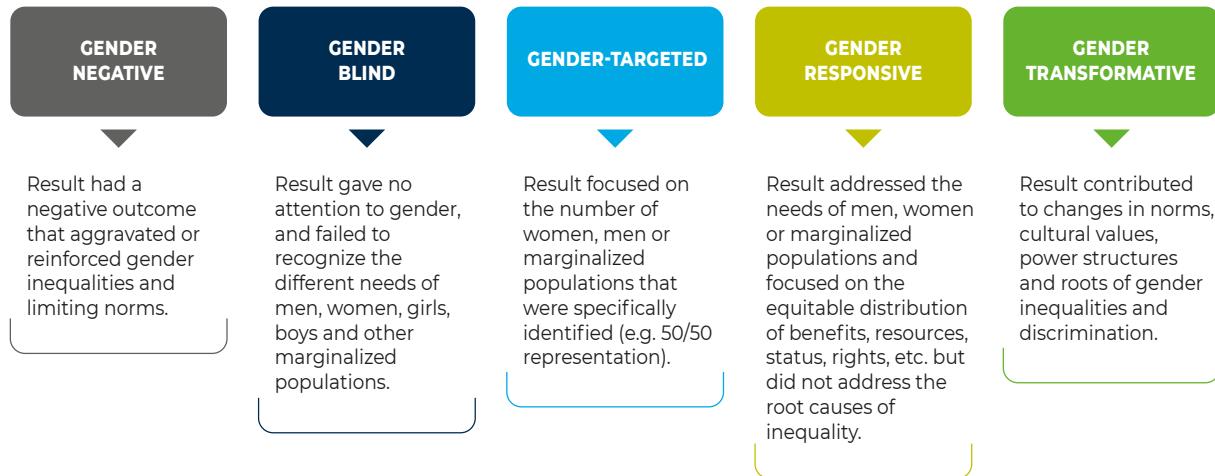 GENDER
NEGATIVE
Result had a
negative outcome
that aggravated or
reinforced gender
inequalities and
limiting norms.
GENDER
BLIND
Result gave no
attention to gender,
and failed to
recognize the
different needs of
men, women, girls,
boys and other
marginalized
populations.
GENDER-TARGETED
Result focused on
the number of
women, men or
marginalized
populations that
were specifically
identified (e.g. 50/50
representation).
GENDER
RESPONSIVE
Result addressed the
needs of men, women
or marginalized
populations and
focused on the
equitable distribution
of benefits, resources,
status, rights, etc. but
did not address the
root causes of
inequality.
GENDER
TRANSFORMATIVE
Result contributed
to changes in norms,
cultural values,
power structures
and roots of gender
inequalities and
discrimination.